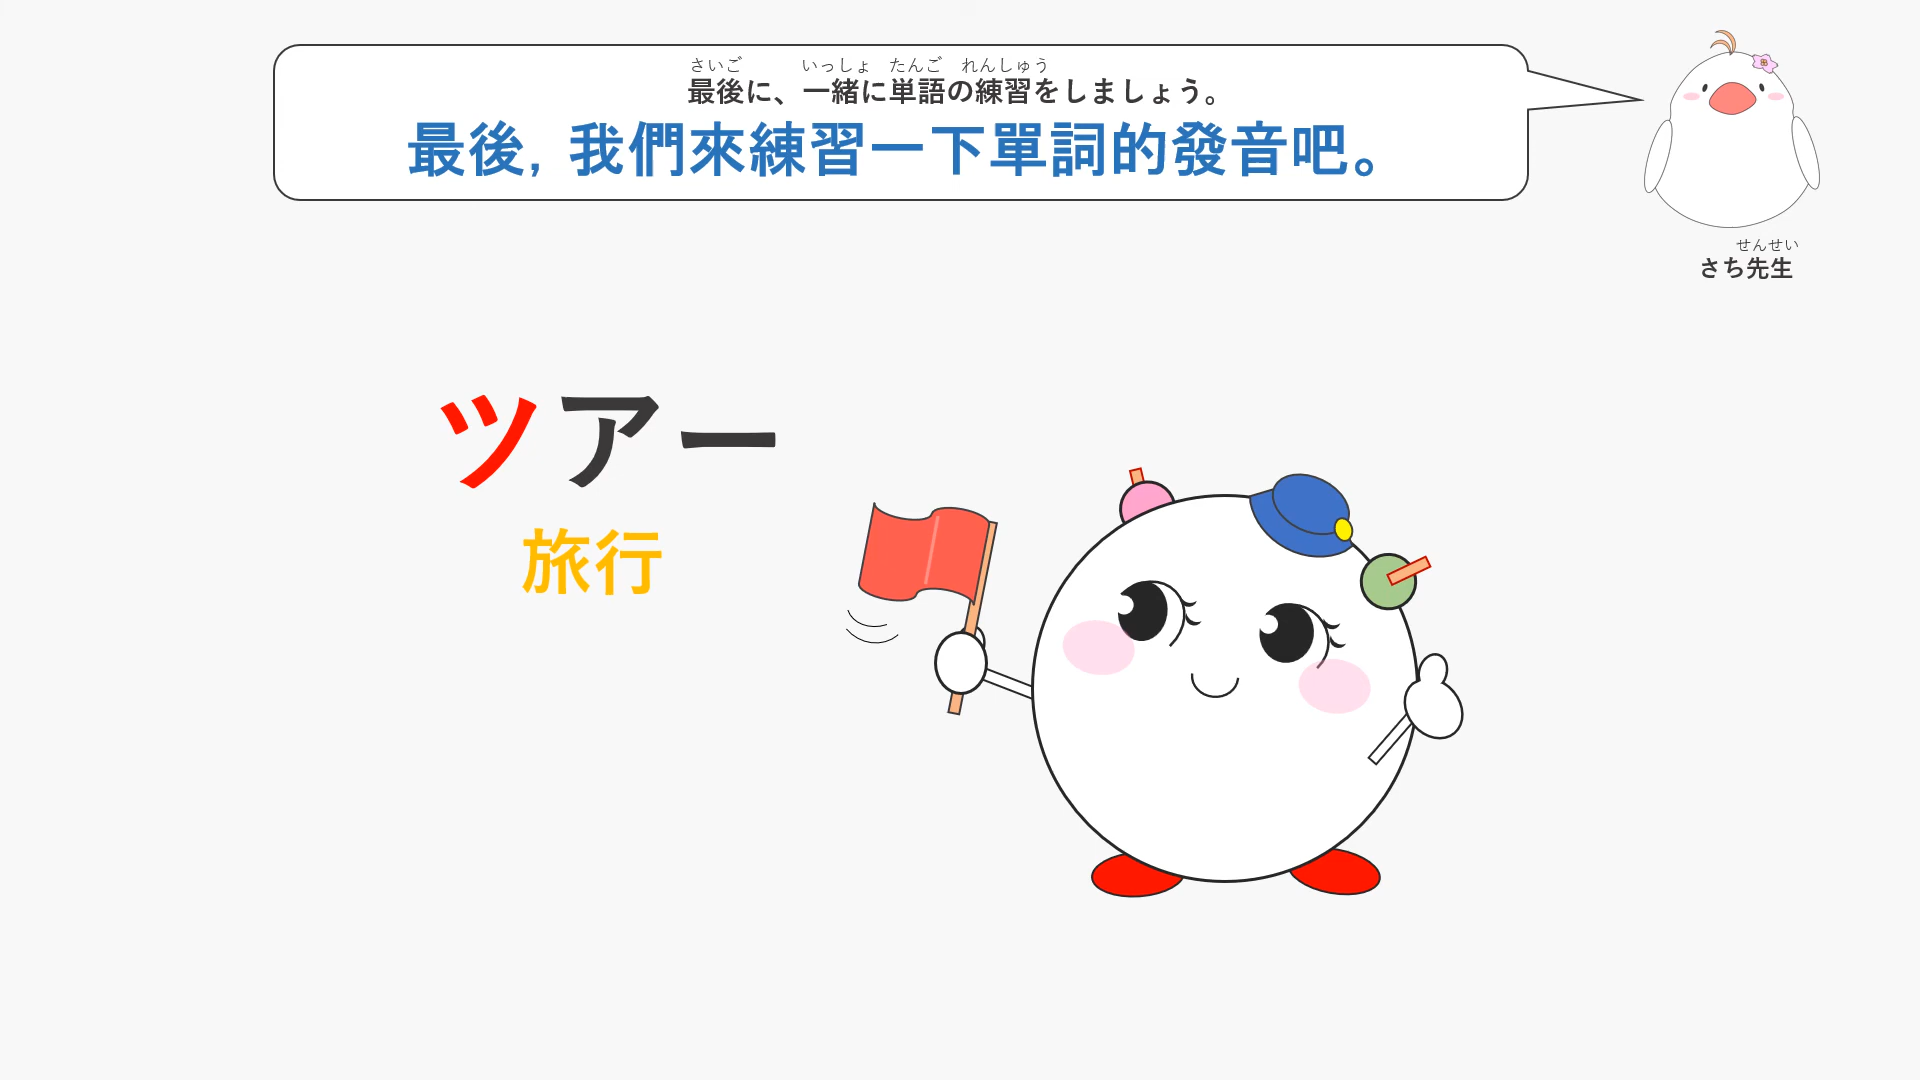 さいご いっしょ たんご れんしゅう
最後に、一緒に単語の練習をしましょう。
最後, 我們來練習一下單詞的發音吧。
せんせい
さち先生
ツアー
旅行